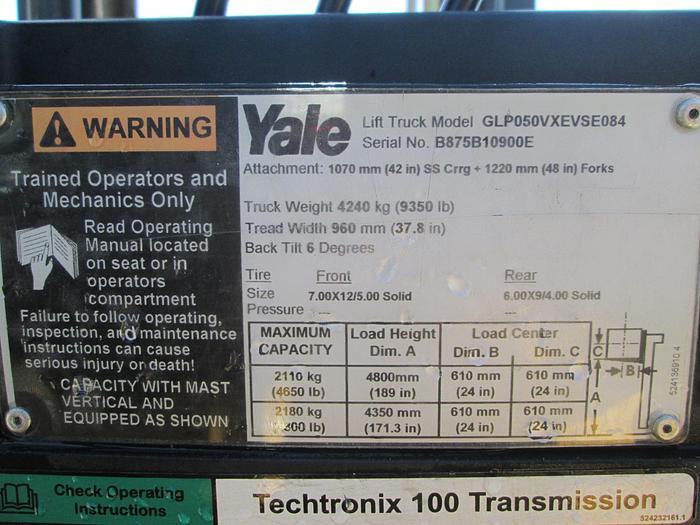 WARNING
Trained Operators and
Mechanics Only
Read Operating
Manual located
on seat or in
operators
compartment
Failure to follow operating,
inspection, and maintenance
instructions can cause
serious injury or death!
CAPACITY WITH MAST
VERTICAL AND
EQUIPPED AS SHOWN
Yale Lift Truck Model GLP050VXEVSE084
Serial No. B875B10900E
Attachment: 1070 mm (42 in) SS Crrg + 1220 mm (48 in) Forks
Truck Weight 4240 kg (9350 lb)
Tread Width 960 mm (37.8 in)
Back Tilt 6 Degrees
Tire Front Rear
Size 7.00X12/5.00 Solid 6.00X9/4.00 Solid
Pressure --- ---
MAXIMUM Load Height Load Center
CAPACITY Dim. A Dim. B Dim. C
2110 kg 4800mm 610 mm 610 mm
(4650 lb) (189 in) (24 in) (24 in)
2180 kg 4350 mm 610 mm 610 mm
lb) (171.3 in) (24 in) (24 in)
C
B
A
524136910 4
Check Operating
Instructions
Techtronix 100 Transmission
524232161.1